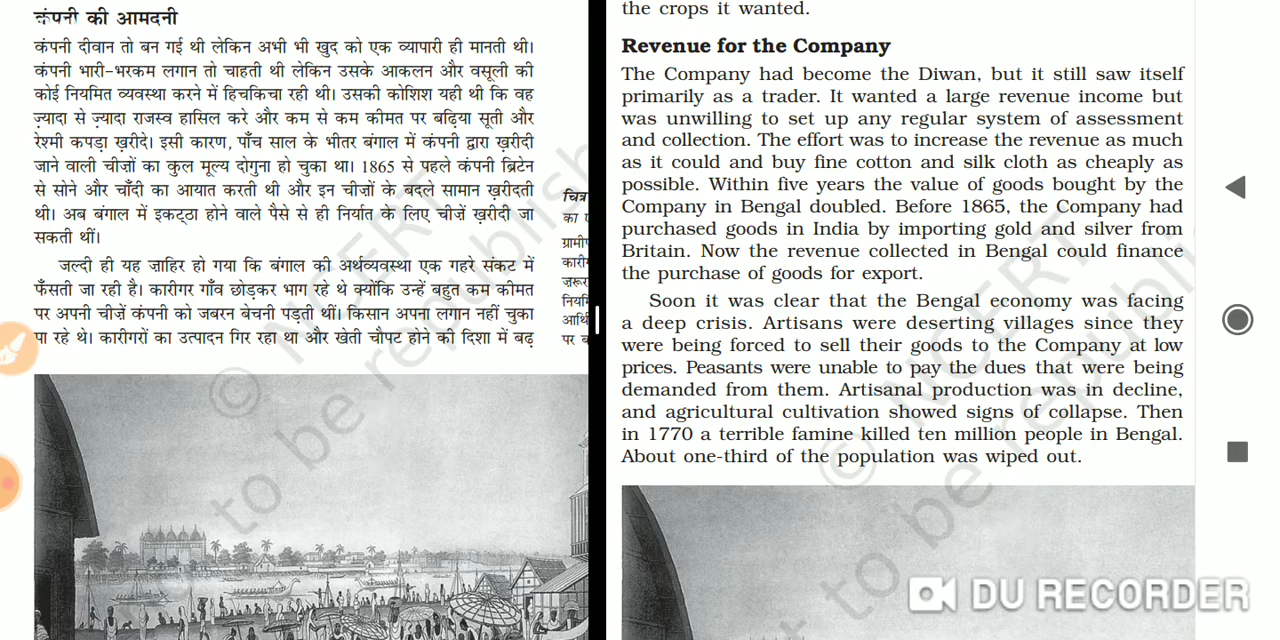 कंपनी की आमदनी
कंपनी दीवान तो बन गई थी लेकिन अभी भी खुद को एक व्यापारी ही मानती थी।
कंपनी भारी-भरकम लगान तो चाहती थी लेकिन उसके आकलन और वसूली की
कोई नियमित व्यवस्था करने में हिचकिचा रही थी। उसकी कोशिश यही थी कि वह
ज़्यादा से ज़्यादा राजस्व हासिल करे और कम से कम कीमत पर बढ़िया सूती और
रेशमी कपड़ा ख़रीदे। इसी कारण, पाँच साल के भीतर बंगाल में कंपनी द्वारा ख़रीदी
जाने वाली चीज़ों का कुल मूल्य दोगुना हो चुका था। 1865 से पहले कंपनी ब्रिटेन
से सोने और चाँदी का आयात करती थी और इन चीज़ों के बदले सामान ख़रीदती
थी। अब बंगाल में इकट्ठा होने वाले पैसे से ही निर्यात के लिए चीज़ें ख़रीदी जा
सकती थीं।
जल्दी ही यह ज़ाहिर हो गया कि बंगाल की अर्थव्यवस्था एक गहरे संकट में
फँसती जा रही है। कारीगर गाँव छोड़कर भाग रहे थे क्योंकि उन्हें बहुत कम कीमत
पर अपनी चीज़ें कंपनी को जबरन बेचनी पड़ती थीं। किसान अपना लगान नहीं चुका
पा रहे थे। कारीगरों का उत्पादन गिर रहा था और खेती चौपट होने की दिशा में बढ़
चित्र
का ए
ग्रामीण
कारीग
ज़रूर
नियमि
आर्थि
पर ब
the crops it wanted.
Revenue for the Company
The Company had become the Diwan, but it still saw itself
primarily as a trader. It wanted a large revenue income but
was unwilling to set up any regular system of assessment
and collection. The effort was to increase the revenue as much
as it could and buy fine cotton and silk cloth as cheaply as
possible. Within five years the value of goods bought by the
Company in Bengal doubled. Before 1865, the Company had
purchased goods in India by importing gold and silver from
Britain. Now the revenue collected in Bengal could finance
the purchase of goods for export.
Soon it was clear that the Bengal economy was facing
a deep crisis. Artisans were deserting villages since they
were being forced to sell their goods to the Company at low
prices. Peasants were unable to pay the dues that were being
demanded from them. Artisanal production was in decline,
and agricultural cultivation showed signs of collapse. Then
in 1770 a terrible famine killed ten million people in Bengal.
About one-third of the population was wiped out.
© NCERT
not to be republished
© NCERT
not to be republished
DU RECORDER